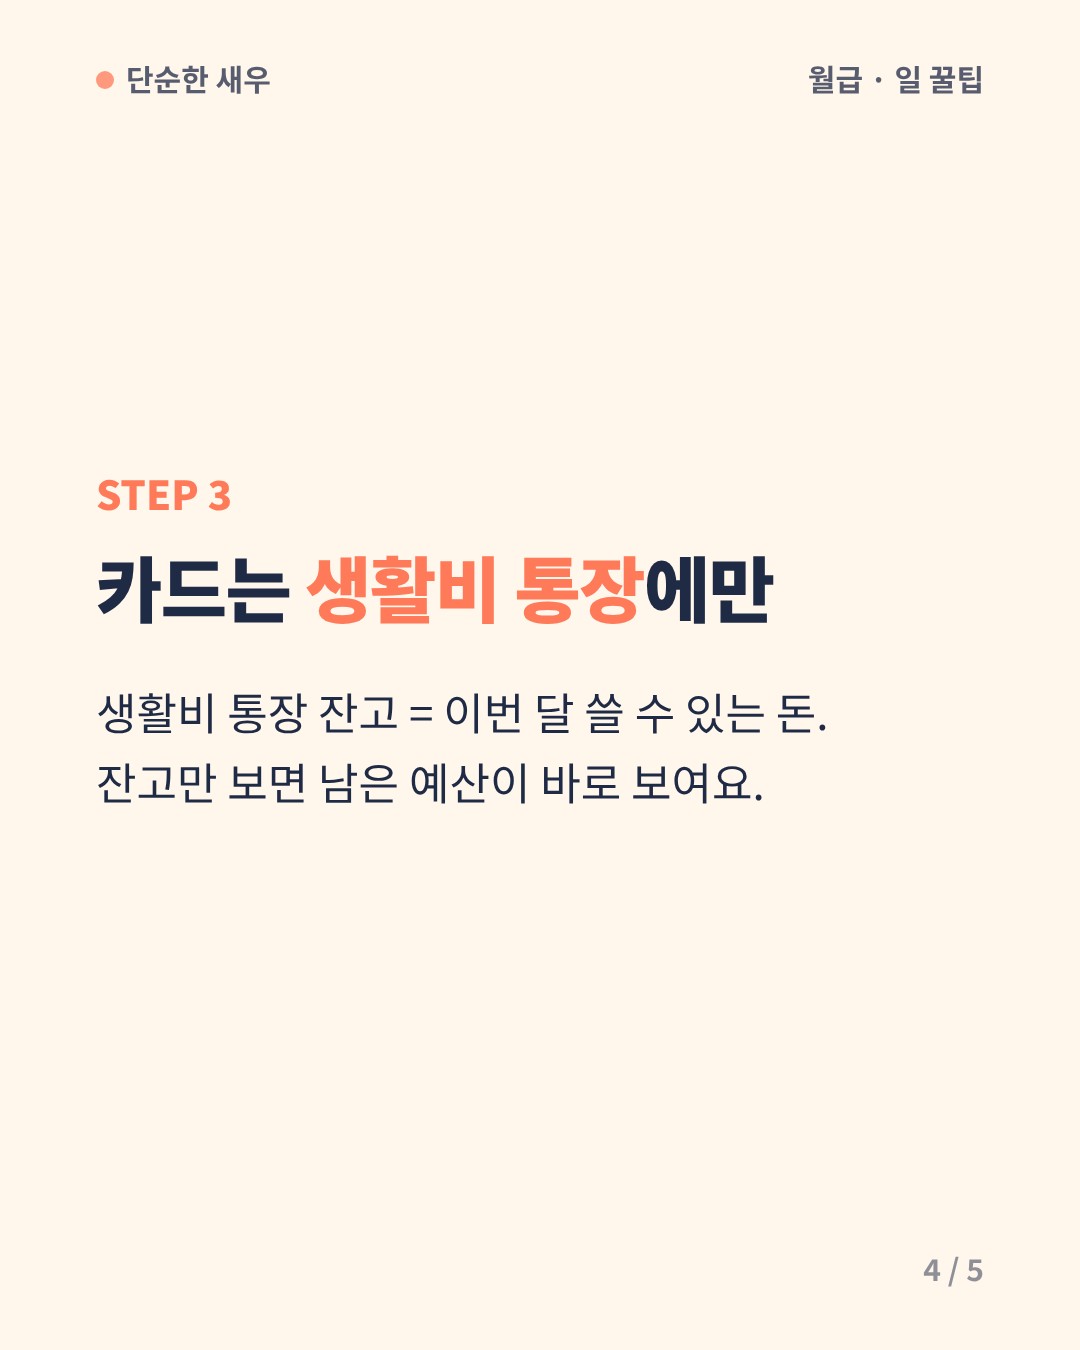 단순한 새우
월급 · 일 꿀팁
STEP 3
카드는 생활비 통장에만
생활비 통장 잔고 = 이번 달 쓸 수 있는 돈.
잔고만 보면 남은 예산이 바로 보여요.
4 / 5